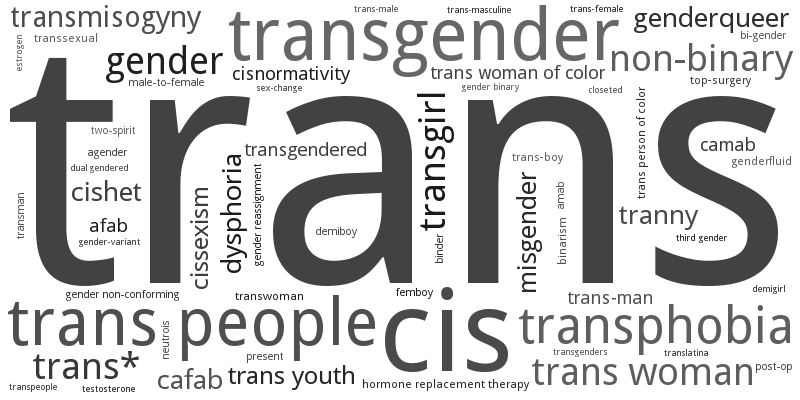 transmisogyny
trans-male
trans-masculine
trans-female
genderqueer
transgender
bi-gender
estrogen
transsexual
gender
non-binary
cisnormativity
trans woman of color
male-to-female
sex-change
gender binary
closeted
top-surgery
trans
two-spirit
agender
dual gendered
cishet
transman
afab
gender-variant
cissexism
dysphoria
gender reassignment
transgendered
demiboy
transgirl
binder
trans-boy
misgender
amab
binarism
trans person of color
camab
genderfluid
tranny
third gender
demigirl
gender non-conforming
transwoman
femboy
trans-man
trans people
cis
transphobia
neutrois
present
transgenders
translatina
trans*
cafab
trans youth
hormone replacement therapy
trans woman
post-op
transpeople
testosterone